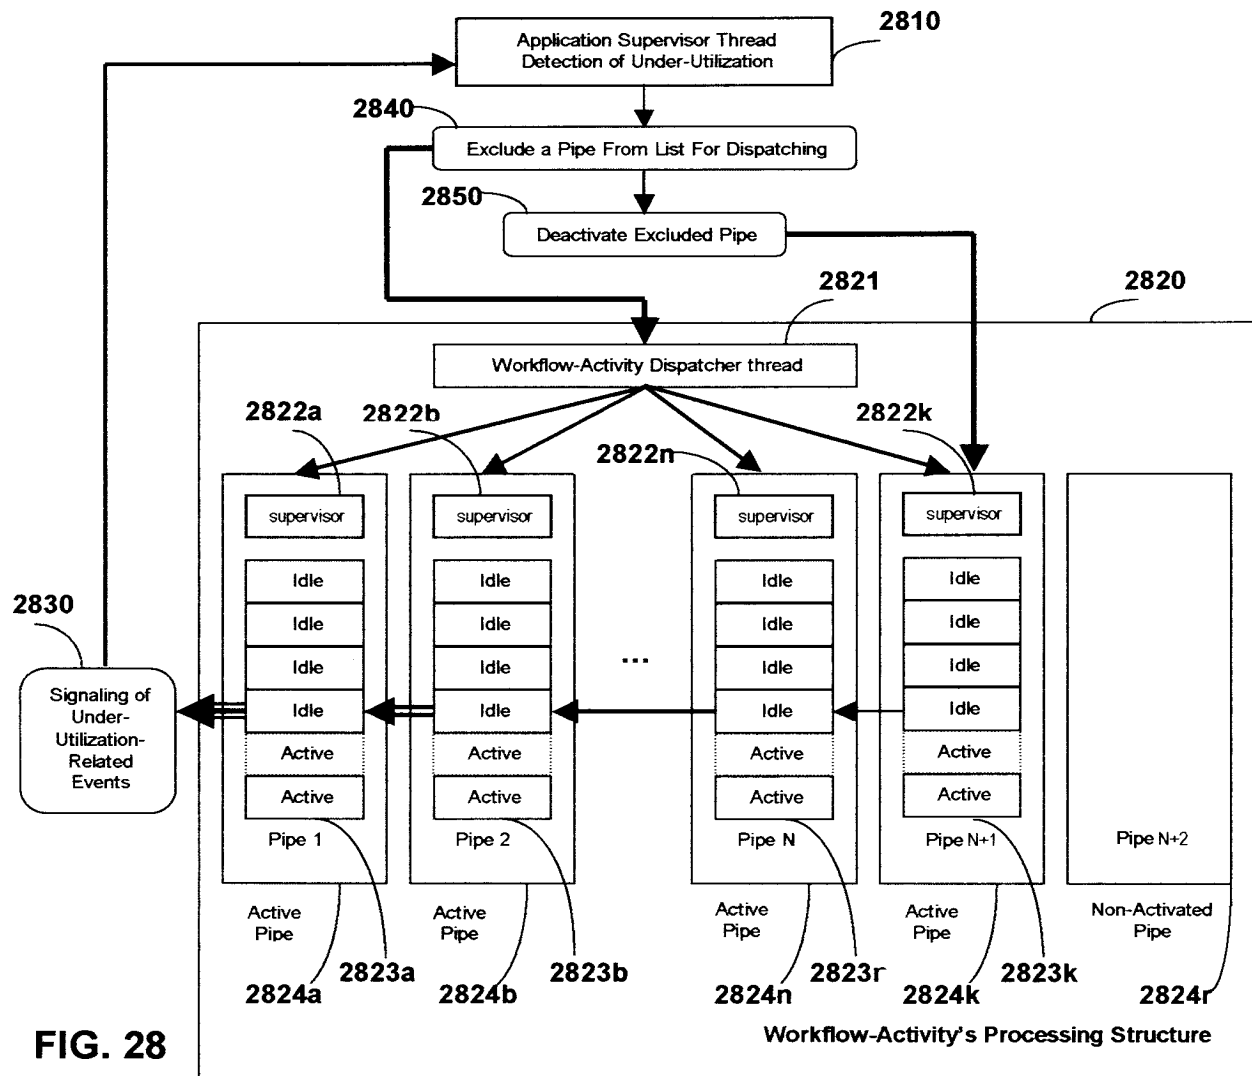 2810
Application Supervisor Thread
Detection of Under-Utilization
2840
Exclude a Pipe From List For Dispatching
2850
Deactivate Excluded Pipe
2821
2820
Workflow-Activity Dispatcher thread
2822a
2822b
2822n
2822k
supervisor
supervisor
supervisor
supervisor
Idle
Idle
Idle
Idle
Active
Active
Pipe 1
Idle
Idle
Idle
Idle
Active
Active
Pipe 2
...
Idle
Idle
Idle
Idle
Active
Active
Pipe N
Idle
Idle
Idle
Idle
Active
Active
Pipe N+1
Pipe N+2
2830
Signaling of
Under-
Utilization-
Related
Events
Active
Pipe
Active
Pipe
Active
Pipe
Active
Pipe
Non-Activated
Pipe
2823a
2823b
2823r
2823k
2824a
2824b
2824n
2824k
2824r
Workflow-Activity's Processing Structure
FIG. 28